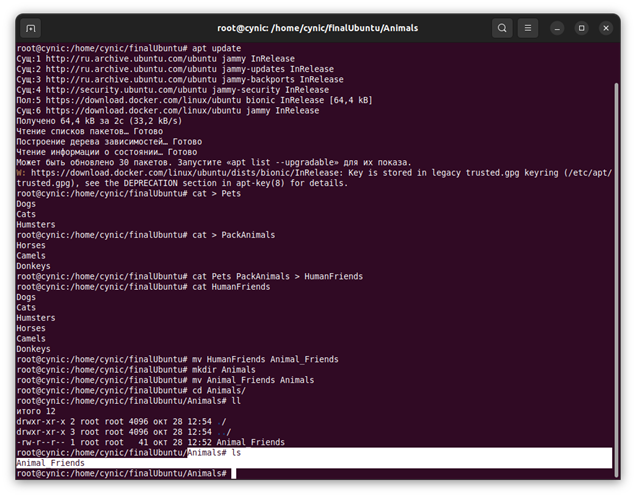 root@cynic: /home/cynic/finalUbuntu/Animals
root@cynic:/home/cynic/finalUbuntu# apt update
Сущ:1 http://ru.archive.ubuntu.com/ubuntu jammy InRelease
Сущ:2 http://ru.archive.ubuntu.com/ubuntu jammy-updates InRelease
Сущ:3 http://ru.archive.ubuntu.com/ubuntu jammy-backports InRelease
Сущ:4 http://security.ubuntu.com/ubuntu jammy-security InRelease
Пол:5 https://download.docker.com/linux/ubuntu bionic InRelease [64,4 kB]
Сущ:6 https://download.docker.com/linux/ubuntu jammy InRelease
Получено 64,4 kB за 2с (33,2 kB/s)
Чтение списков пакетов… Готово
Построение дерева зависимостей… Готово
Чтение информации о состоянии… Готово
Может быть обновлено 30 пакетов. Запустите «apt list --upgradable» для их показа.
W: https://download.docker.com/linux/ubuntu/dists/bionic/InRelease: Key is stored in legacy trusted.gpg keyring (/etc/apt/
trusted.gpg), see the DEPRECATION section in apt-key(8) for details.
root@cynic:/home/cynic/finalUbuntu# cat > Pets
Dogs
Cats
Humsters
root@cynic:/home/cynic/finalUbuntu# cat > PackAnimals
Horses
Camels
Donkeys
root@cynic:/home/cynic/finalUbuntu# cat Pets PackAnimals > HumanFriends
root@cynic:/home/cynic/finalUbuntu# cat HumanFriends
Dogs
Cats
Humsters
Horses
Camels
Donkeys
root@cynic:/home/cynic/finalUbuntu# mv HumanFriends Animal_Friends
root@cynic:/home/cynic/finalUbuntu# mkdir Animals
root@cynic:/home/cynic/finalUbuntu# mv Animal_Friends Animals
root@cynic:/home/cynic/finalUbuntu# cd Animals/
root@cynic:/home/cynic/finalUbuntu/Animals# ll
итого 12
drwxr-xr-x 2 root root 4096 окт 28 12:54 ./
drwxr-xr-x 3 root root 4096 окт 28 12:54 ../
-rw-r--r-- 1 root root   41 окт 28 12:52 Animal_Friends
root@cynic:/home/cynic/finalUbuntu/Animals# ls
Animal_Friends
root@cynic:/home/cynic/finalUbuntu/Animals#